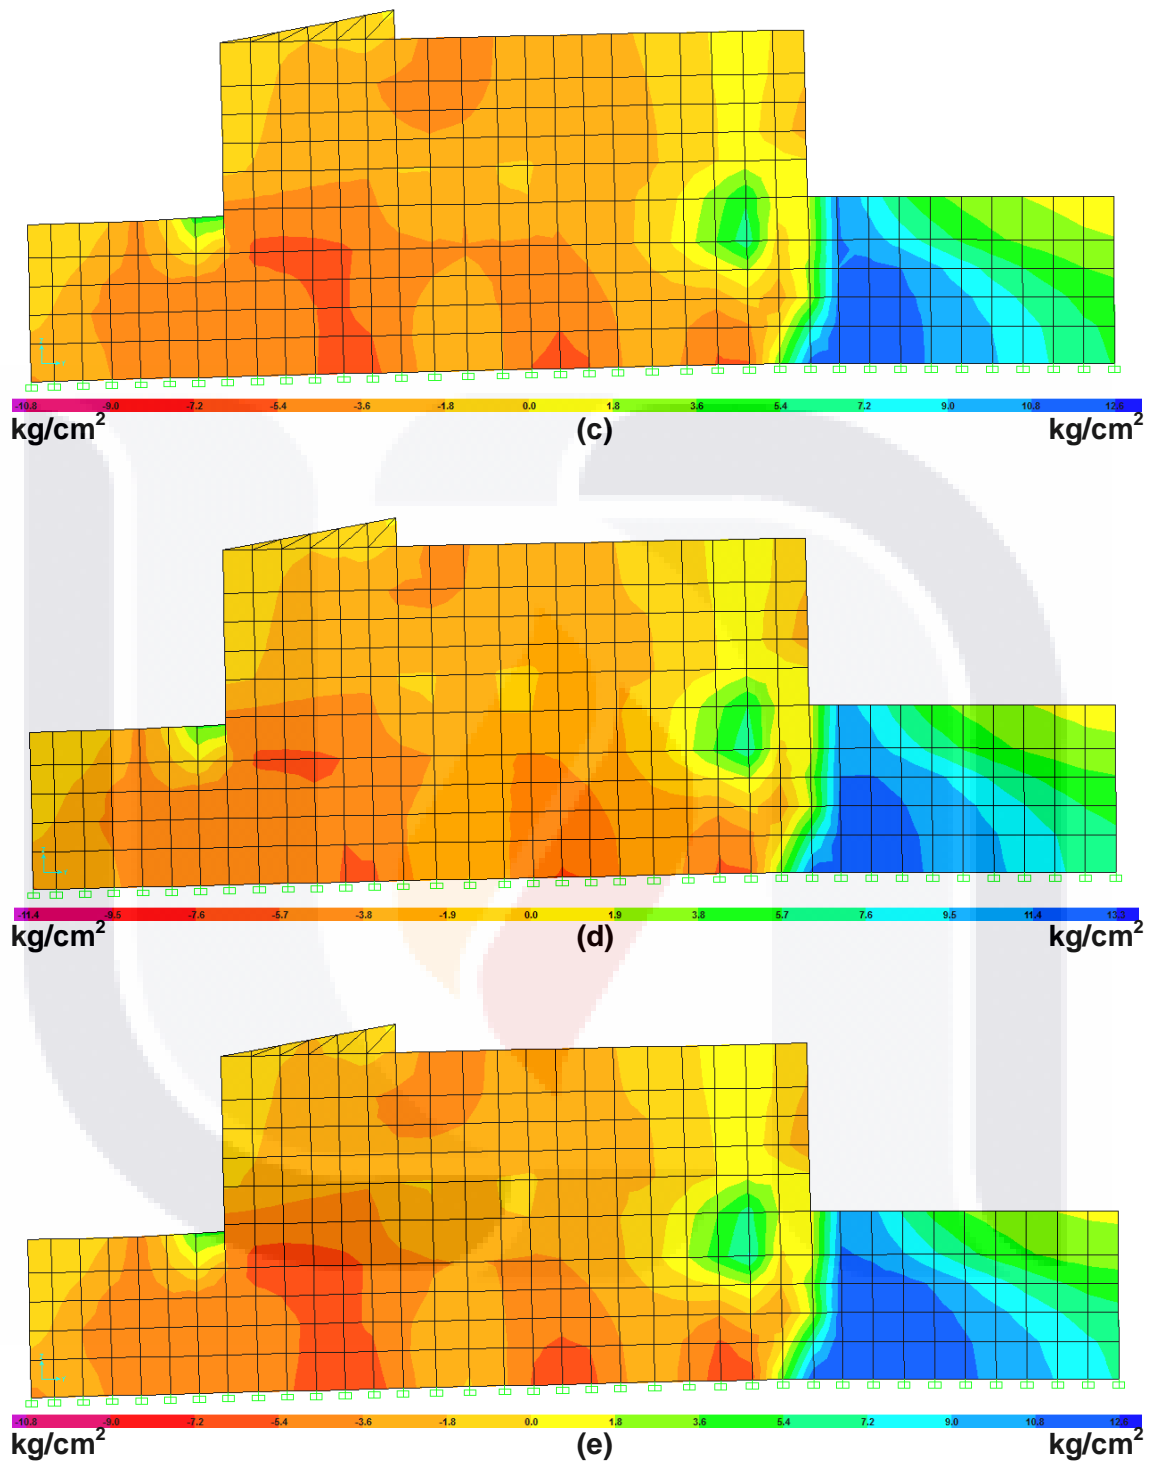 -10.8 -9.0 -7.2 -5.4 -3.6 -1.8 0.0 1.8 3.6 5.4 7.2 9.0 10.8 12.6
kg/cm² (c) kg/cm²
-11.4 -9.5 -7.6 -5.7 -3.8 -1.9 0.0 1.9 3.8 5.7 7.6 9.5 11.4 13.3
kg/cm² (d) kg/cm²
-10.8 -9.0 -7.2 -5.4 -3.6 -1.8 0.0 1.8 3.6 5.4 7.2 9.0 10.8 12.6
kg/cm² (e) kg/cm²